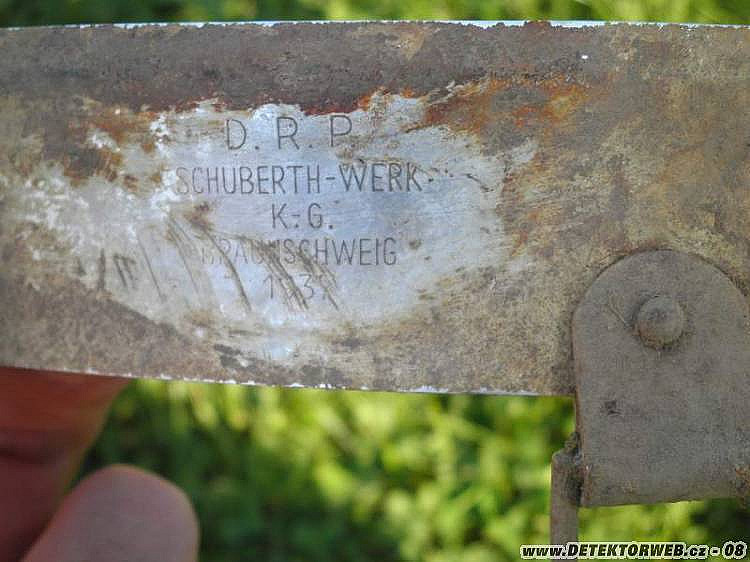 D. R. P.
SCHUBERTH-WERK
K.-G.
BRAUNSCHWEIG
www.DETEKTORWEB.cz - 08